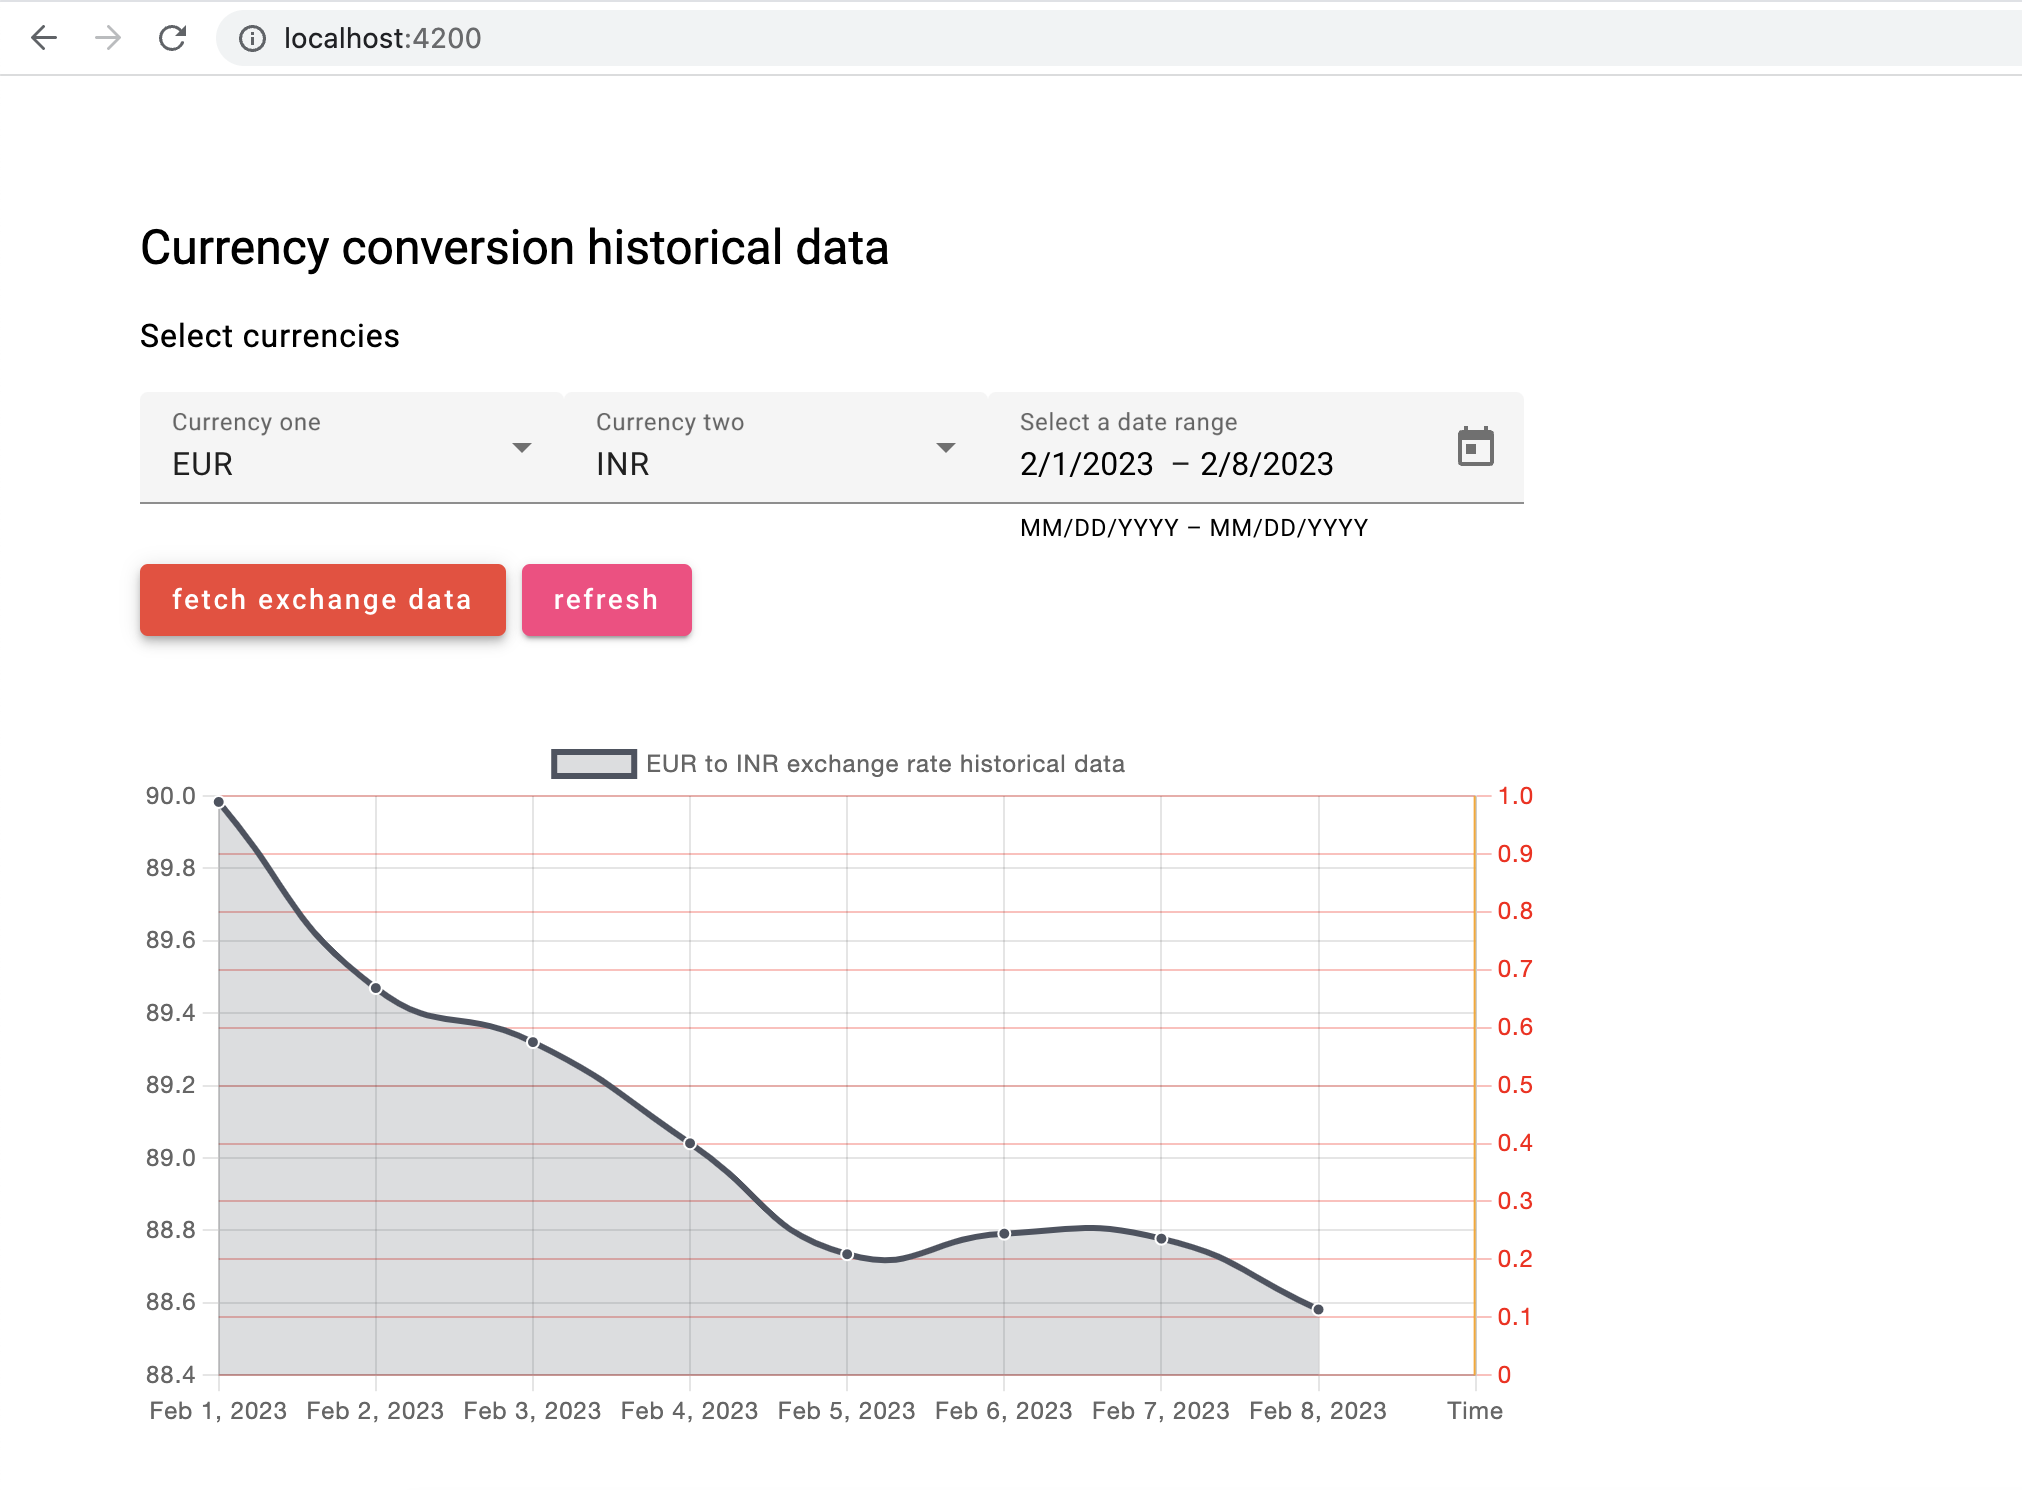 localhost:4200
Currency conversion historical data
Select currencies
Currency one Currency two Select a date range
EUR INR 2/1/2023 – 2/8/2023
MM/DD/YYYY – MM/DD/YYYY
fetch exchange data refresh
EUR to INR exchange rate historical data
90.0 1.0
0.9
89.8
0.8
89.6
0.7
89.4
0.6
89.2 0.5
0.4
89.0
0.3
88.8
0.2
88.6
0.1
88.4 0
Feb 1, 2023 Feb 2, 2023 Feb 3, 2023 Feb 4, 2023 Feb 5, 2023 Feb 6, 2023 Feb 7, 2023 Feb 8, 2023 Time